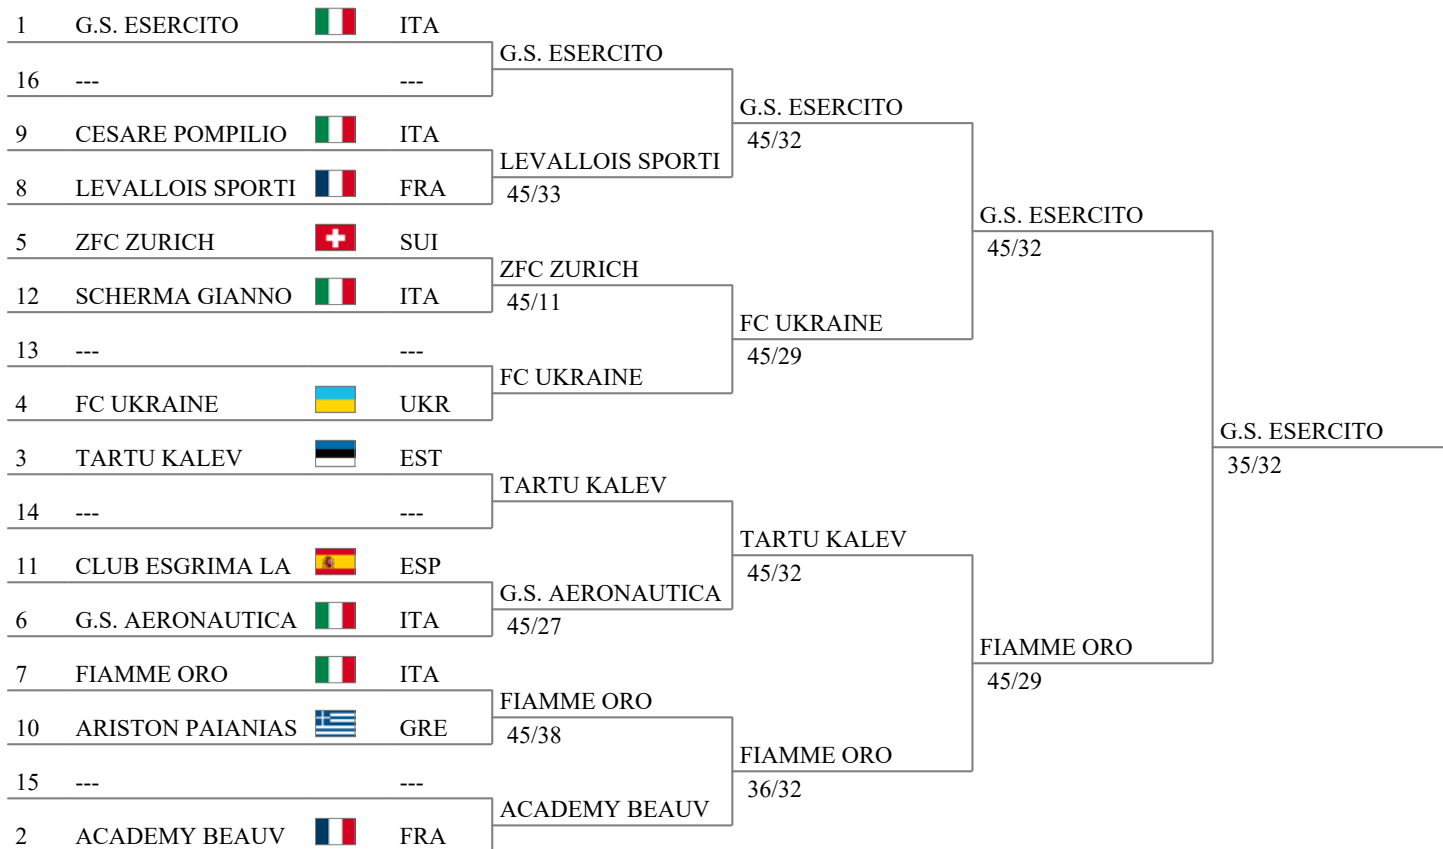 1 G.S. ESERCITO ITA
G.S. ESERCITO
16 --- ---
G.S. ESERCITO
45/32
9 CESARE POMPILIO ITA
LEVALLOIS SPORTI
45/33
8 LEVALLOIS SPORTI FRA
G.S. ESERCITO
45/32
5 ZFC ZURICH SUI
ZFC ZURICH
45/11
12 SCHERMA GIANNO ITA
FC UKRAINE
45/29
13 --- ---
FC UKRAINE
4 FC UKRAINE UKR
G.S. ESERCITO
35/32
3 TARTU KALEV EST
TARTU KALEV
14 --- ---
TARTU KALEV
45/32
11 CLUB ESGRIMA LA ESP
G.S. AERONAUTICA
45/27
6 G.S. AERONAUTICA ITA
FIAMME ORO
45/29
7 FIAMME ORO ITA
FIAMME ORO
45/38
10 ARISTON PAIANIAS GRE
FIAMME ORO
36/32
15 --- ---
ACADEMY BEAUV
2 ACADEMY BEAUV FRA